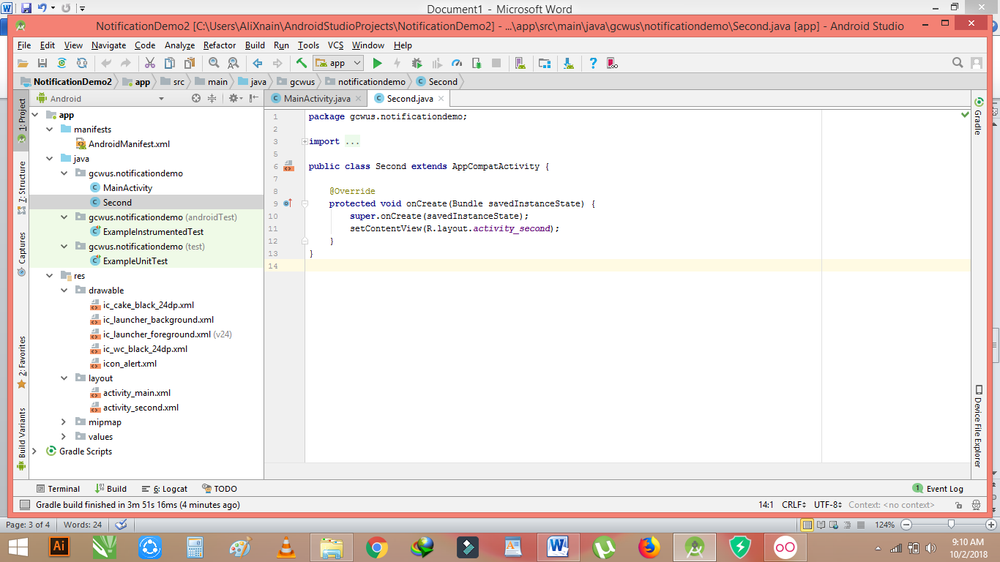 Document1 - Microsoft Word
NotificationDemo2 [C:\Users\AliXnain\AndroidStudioProjects\NotificationDemo2] - ...\app\src\main\java\gcwus\notificationdemo\Second.java [app] - Android Studio
File Edit View Navigate Code Analyze Refactor Build Run Tools VCS Window Help
app
NotificationDemo2 app src main java gcwus notificationdemo Second
Android
MainActivity.java Second.java
1: Project
7: Structure
Captures
2: Favorites
Build Variants
app
manifests
AndroidManifest.xml
java
gcwus.notificationdemo
MainActivity
Second
gcwus.notificationdemo (androidTest)
ExampleInstrumentedTest
gcwus.notificationdemo (test)
ExampleUnitTest
res
drawable
ic_cake_black_24dp.xml
ic_launcher_background.xml
ic_launcher_foreground.xml (v24)
ic_wc_black_24dp.xml
icon_alert.xml
layout
activity_main.xml
activity_second.xml
mipmap
values
Gradle Scripts
1 package gcwus.notificationdemo;
2
3 import ...
5
6 public class Second extends AppCompatActivity {
7
8 @Override
9 protected void onCreate(Bundle savedInstanceState) {
10 super.onCreate(savedInstanceState);
11 setContentView(R.layout.activity_second);
12 }
13 }
14
Gradle
Device File Explorer
Terminal Build 6: Logcat TODO 1 Event Log
Gradle build finished in 3m 51s 16ms (4 minutes ago) 14:1 CRLF UTF-8 Context: <no context>
Page: 3 of 4 Words: 24 124%
Ai
9:10 AM
10/2/2018